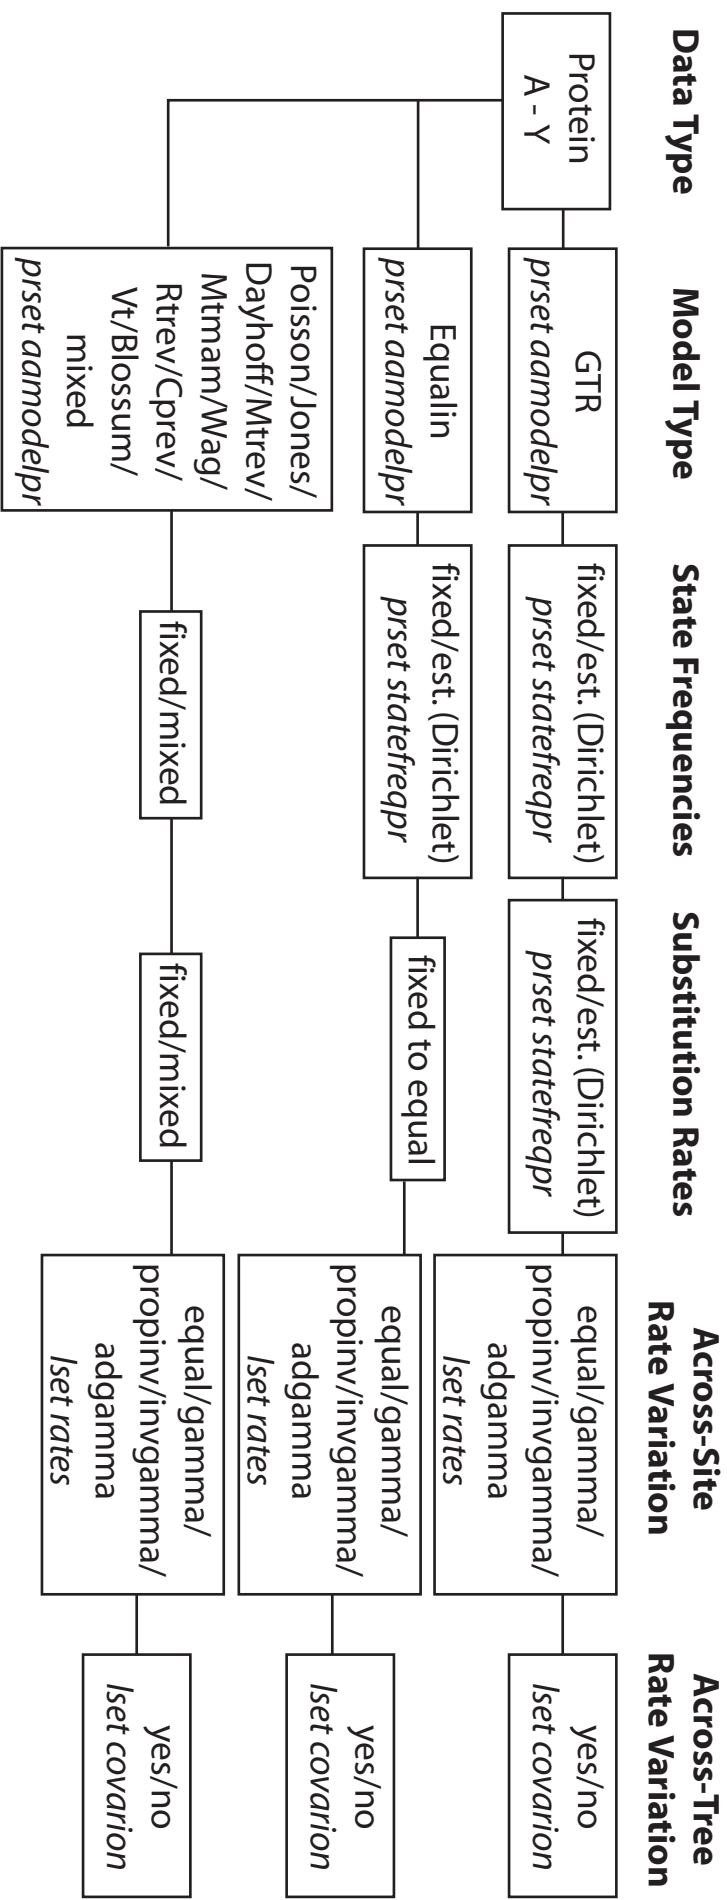 Data Type
Model Type
State Frequencies
Substitution Rates
Across-Site
Rate Variation
Across-Tree
Rate Variation
Protein
A - Y
GTR
prset aamodelpr
fixed/est. (Dirichlet)
prset statefreqpr
fixed/est. (Dirichlet)
prset statefreqpr
equal/gamma/
propinv/invgamma/
adgamma
lset rates
yes/no
lset covarion
Equalin
prset aamodelpr
fixed/est. (Dirichlet)
prset statefreqpr
fixed to equal
equal/gamma/
propinv/invgamma/
adgamma
lset rates
yes/no
lset covarion
Poisson/Jones/
Dayhoff/Mtrev/
Mtmam/Wag/
Rtrev/Cprev/
Vt/Blossum/
mixed
prset aamodelpr
fixed/mixed
fixed/mixed
equal/gamma/
propinv/invgamma/
adgamma
lset rates
yes/no
lset covarion